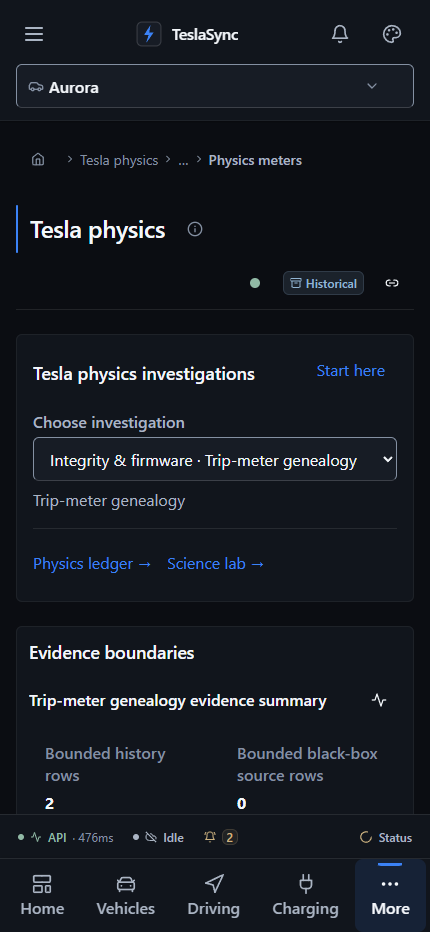 TeslaSync
Aurora
Tesla physics
...
Physics meters
Tesla physics
Historical
Tesla physics investigations
Start here
Choose investigation
Integrity & firmware · Trip-meter genealogy
Trip-meter genealogy
Physics ledger →
Science lab →
Evidence boundaries
Trip-meter genealogy evidence summary
Bounded history
rows
2
Bounded black-box
source rows
0
API · 476ms
Idle
2
Status
Home
Vehicles
Driving
Charging
More